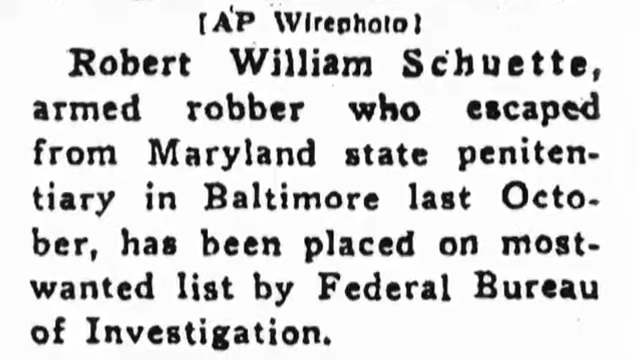 [AP Wirephoto]
Robert William Schuette,
armed robber who escaped
from Maryland state peniten-
tiary in Baltimore last Octo-
ber, has been placed on most-
wanted list by Federal Bureau
of Investigation.